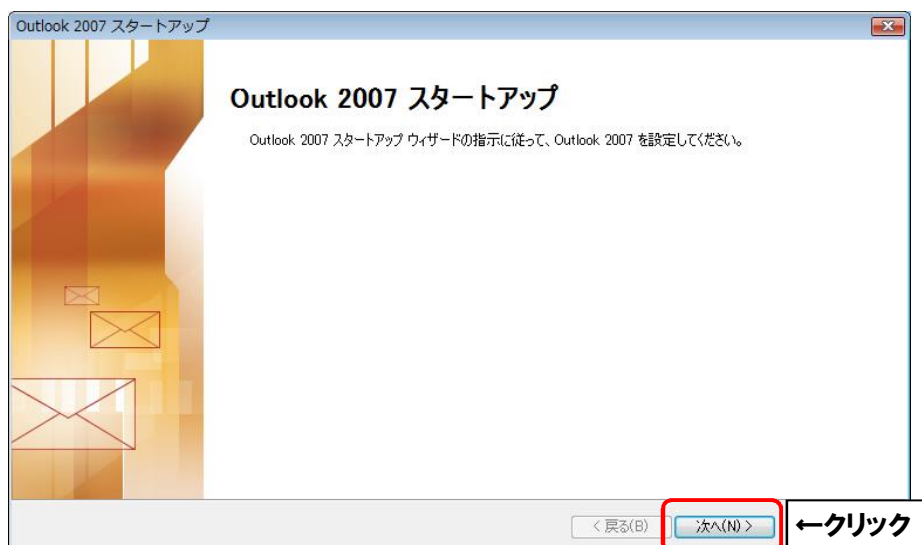 Outlook 2007 スタートアップ
Outlook 2007 スタートアップ
Outlook 2007 スタートアップ ウィザードの指示に従って、Outlook 2007 を設定してください。
< 戻る(B)
次へ(N) >
←クリック